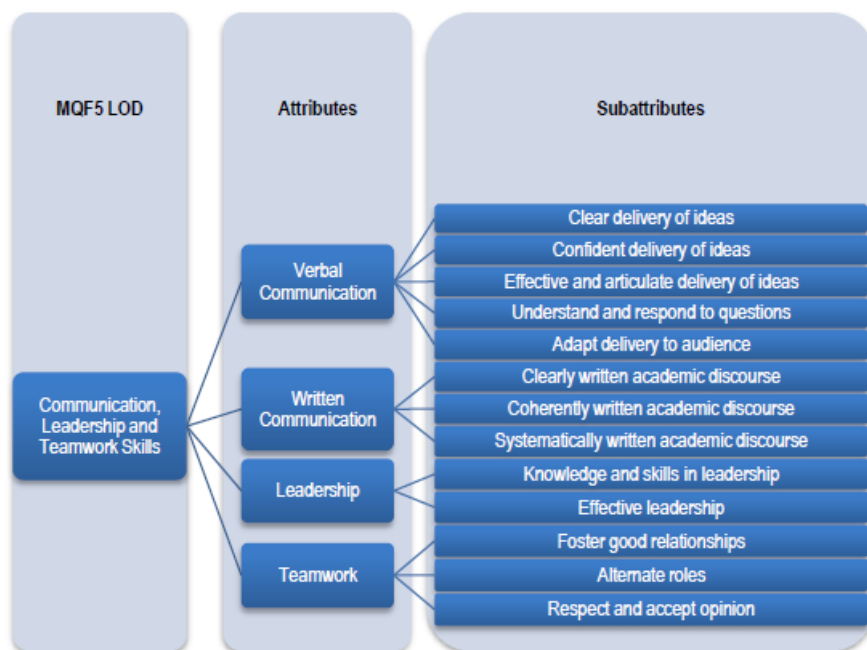 MQF5 LOD
Attributes
Subattributes
Communication,
Leadership and
Teamwork Skills
Verbal
Communication
Clear delivery of ideas
Confident delivery of ideas
Effective and articulate delivery of ideas
Understand and respond to questions
Adapt delivery to audience
Written
Communication
Clearly written academic discourse
Coherently written academic discourse
Systematically written academic discourse
Leadership
Knowledge and skills in leadership
Effective leadership
Teamwork
Foster good relationships
Alternate roles
Respect and accept opinion